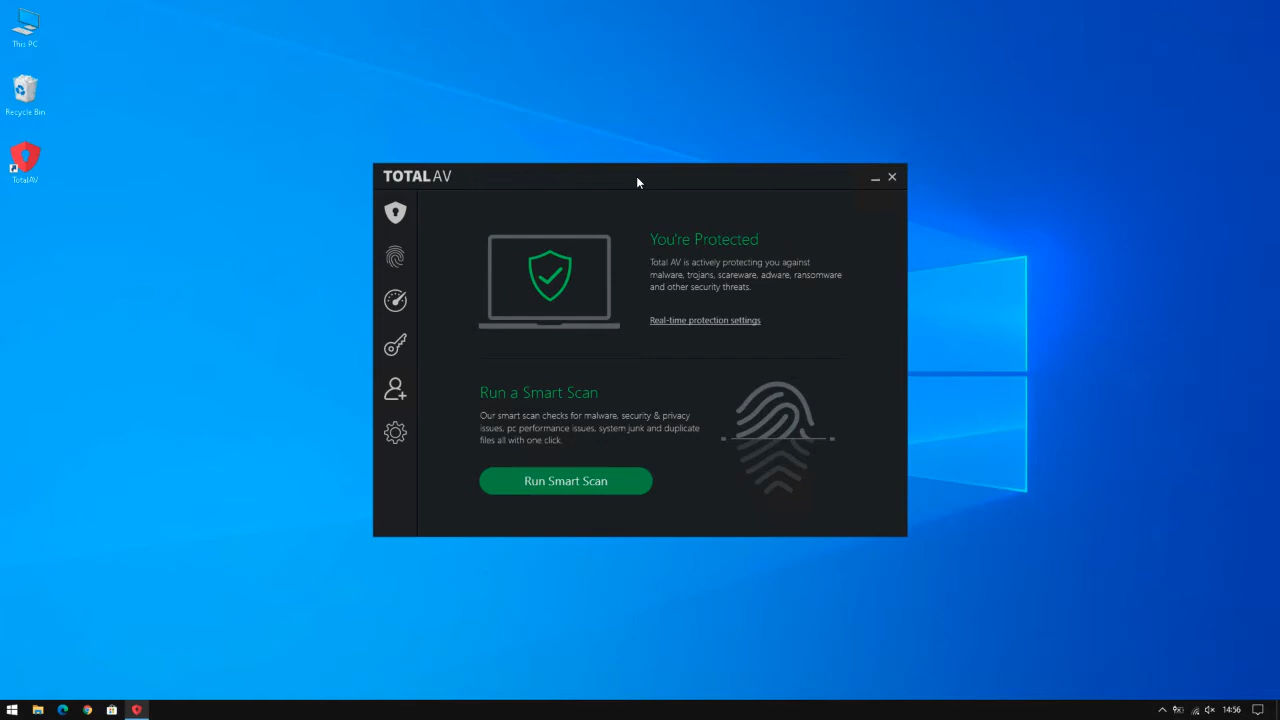 This PC
Recycle Bin
TotalAV
TOTALAV
You're Protected
Total AV is actively protecting you against
malware, trojans, scareware, adware, ransomware
and other security threats.
Real-time protection settings
Run a Smart Scan
Our smart scan checks for malware, security & privacy
issues, pc performance issues, system junk and duplicate
files all with one click.
Run Smart Scan
14:56